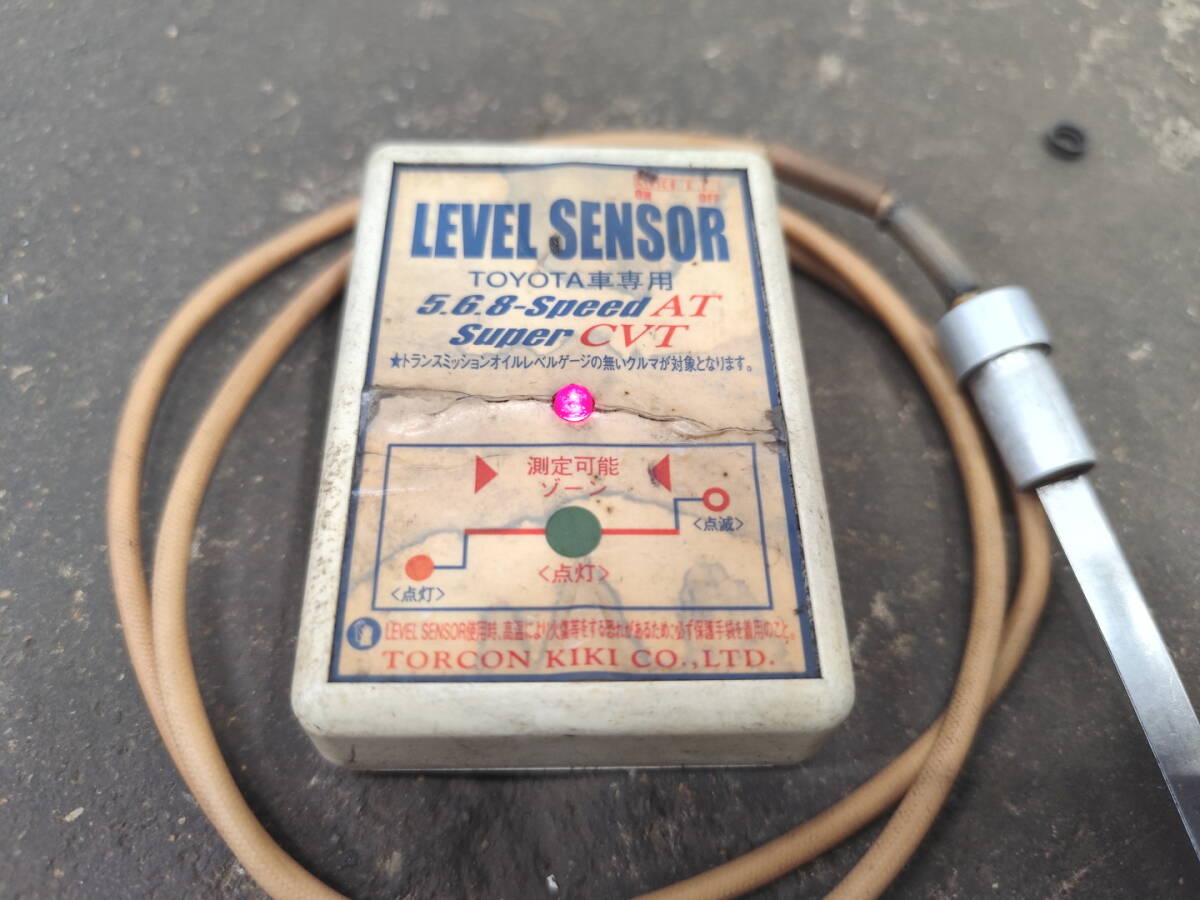 ON OFF
LEVEL SENSOR
TOYOTA車専用
5.6.8-Speed AT
Super CVT
★トランスミッションオイルレベルゲージの無いクルマが対象となります。
測定可能
ゾーン
<点滅>
<点灯>
<点灯>
LEVEL SENSOR使用時、高温により火傷等をする恐れがあるため必ず保護手袋を着用のこと。
TORCON KIKI CO.,LTD.